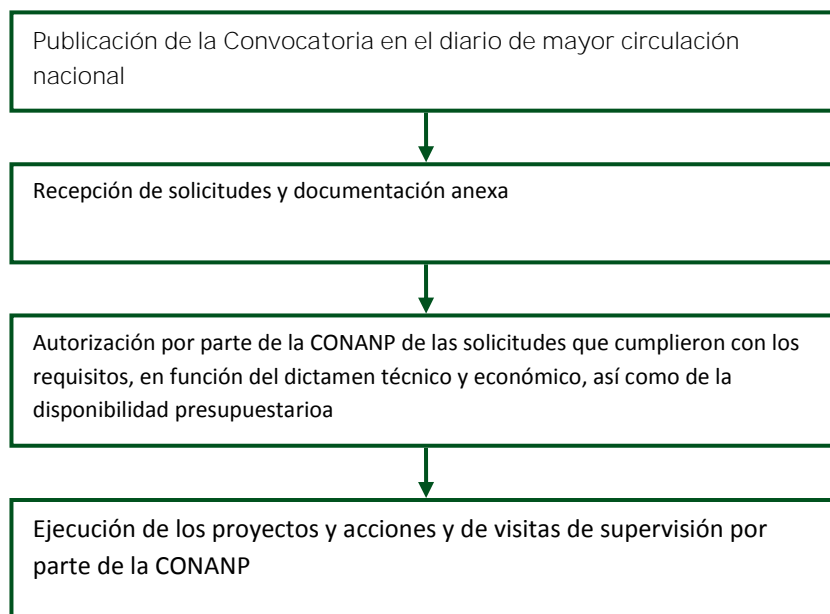 Publicación de la Convocatoria en el diario de mayor circulación
nacional
Recepción de solicitudes y documentación anexa
Autorización por parte de la CONANP de las solicitudes que cumplieron con los
requisitos, en función del dictamen técnico y económico, así como de la
disponibilidad presupuestarioa
Ejecución de los proyectos y acciones y de visitas de supervisión por
parte de la CONANP